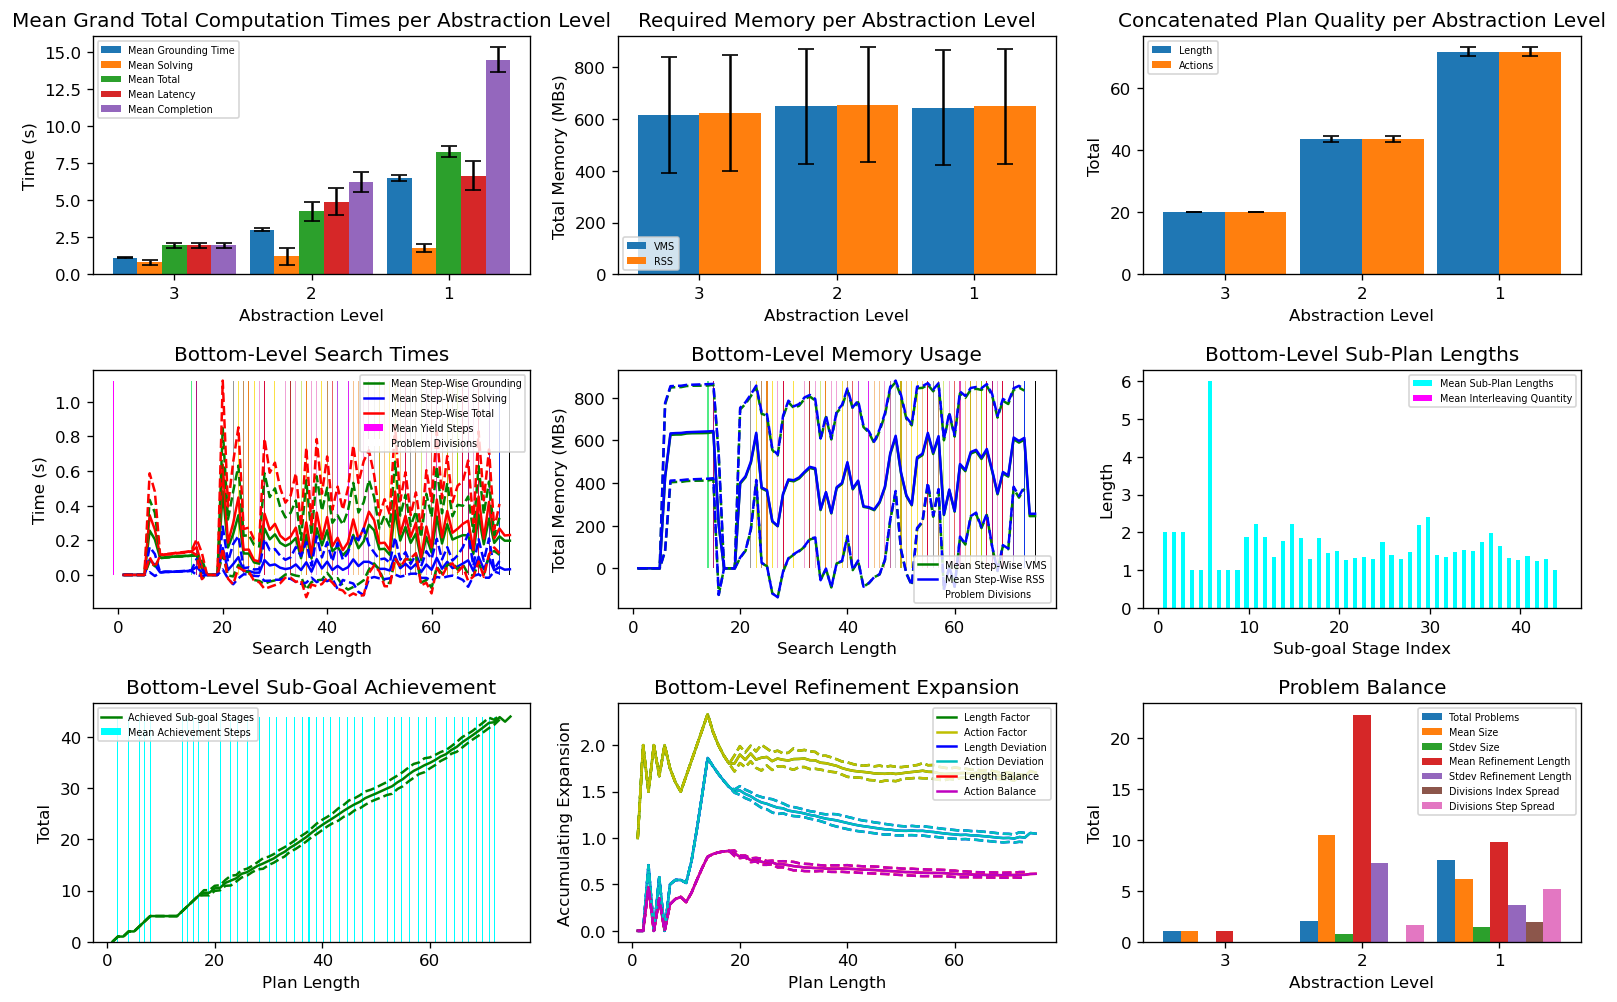 Mean Grand Total Computation Times per Abstraction Level
15.0
12.5
10.0
7.5
5.0
2.5
0.0
Time (s)
Mean Grounding Time
Mean Solving
Mean Total
Mean Latency
Mean Completion
3 2 1
Abstraction Level
Required Memory per Abstraction Level
800
600
400
200
0
Total Memory (MBs)
VMS
RSS
3 2 1
Abstraction Level
Concatenated Plan Quality per Abstraction Level
60
40
20
0
Total
Length
Actions
3 2 1
Abstraction Level
Bottom-Level Search Times
1.0
0.8
0.6
0.4
0.2
0.0
Time (s)
Mean Step-Wise Grounding
Mean Step-Wise Solving
Mean Step-Wise Total
Mean Yield Steps
Problem Divisions
0 20 40 60
Search Length
Bottom-Level Memory Usage
800
600
400
200
0
Total Memory (MBs)
Mean Step-Wise VMS
Mean Step-Wise RSS
Problem Divisions
0 20 40 60
Search Length
Bottom-Level Sub-Plan Lengths
6
5
4
3
2
1
0
Length
Mean Sub-Plan Lengths
Mean Interleaving Quantity
0 10 20 30 40
Sub-goal Stage Index
Bottom-Level Sub-Goal Achievement
40
30
20
10
0
Total
Achieved Sub-goal Stages
Mean Achievement Steps
0 20 40 60
Plan Length
Bottom-Level Refinement Expansion
2.0
1.5
1.0
0.5
0.0
Accumulating Expansion
Length Factor
Action Factor
Length Deviation
Action Deviation
Length Balance
Action Balance
0 20 40 60
Plan Length
Problem Balance
20
15
10
5
0
Total
Total Problems
Mean Size
Stdev Size
Mean Refinement Length
Stdev Refinement Length
Divisions Index Spread
Divisions Step Spread
3 2 1
Abstraction Level